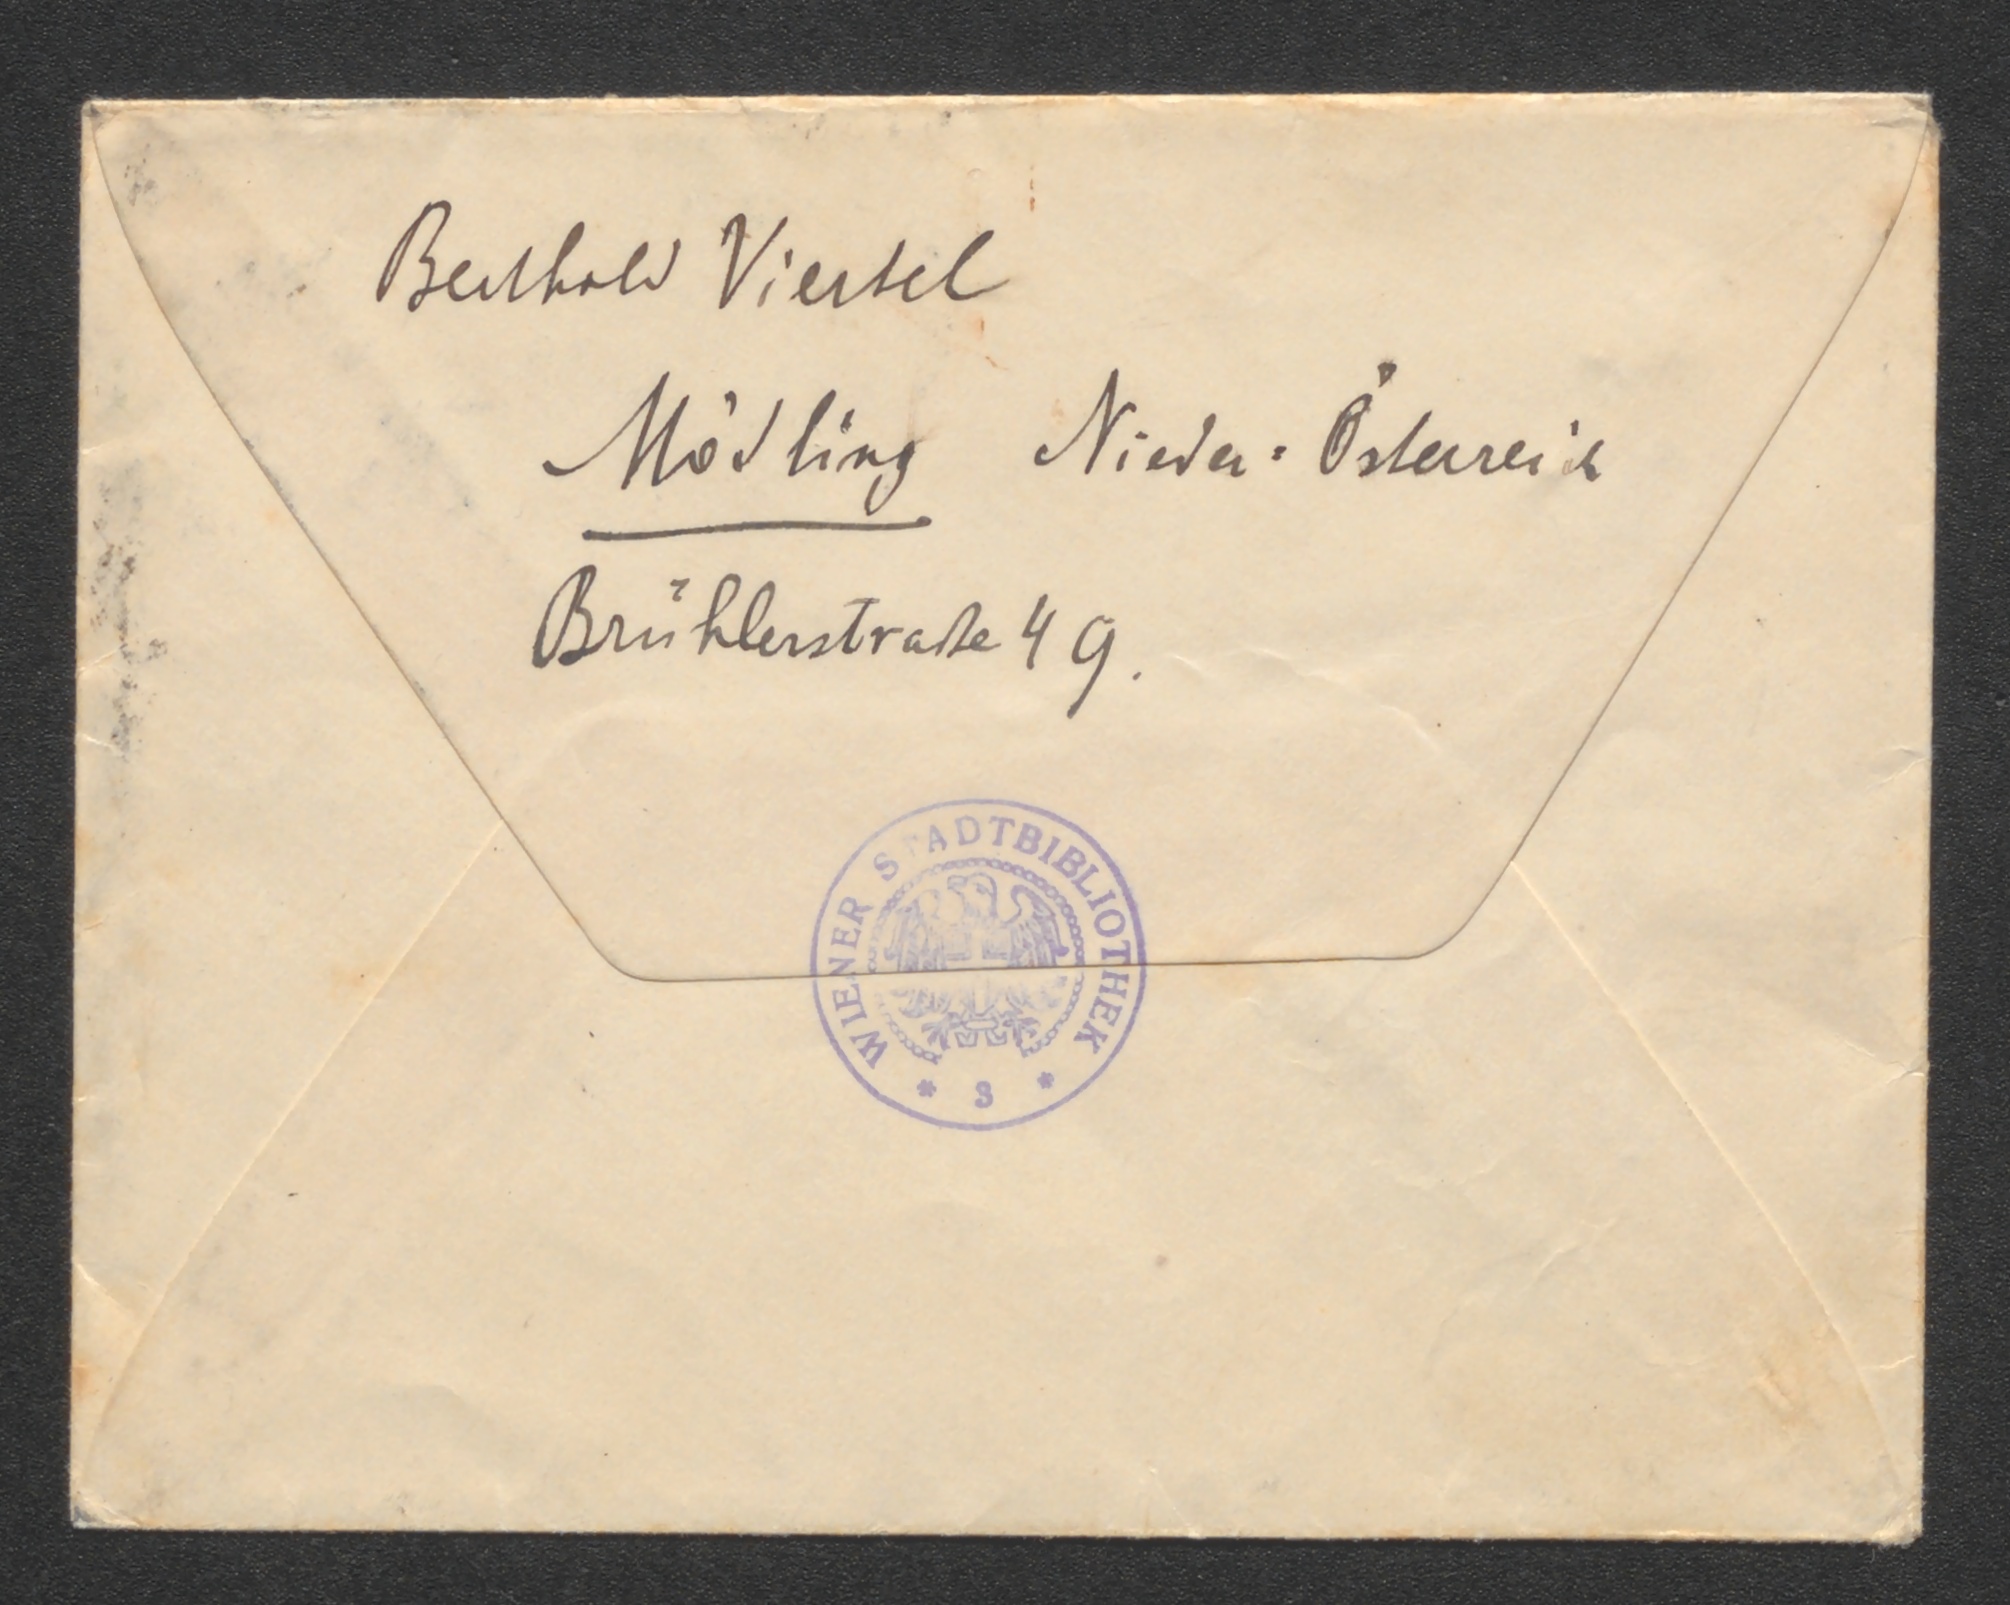 Berthold Viertel
Mödling Nieder=Österreich
Brühlerstraße 49.
WIENER STADTBIBLIOTHEK
* S *